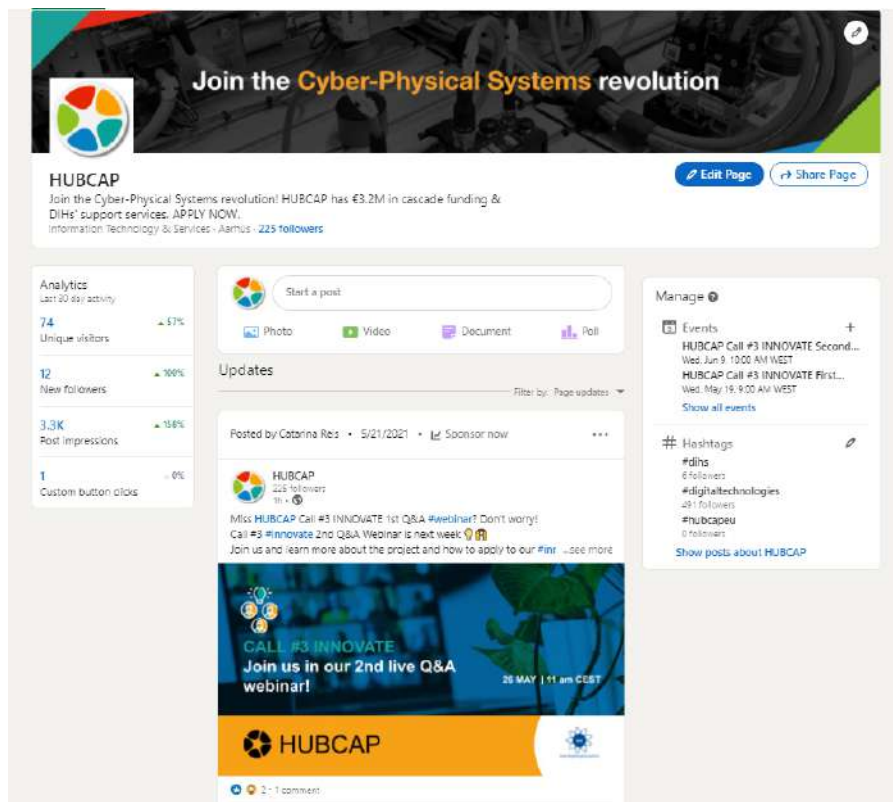 Join the Cyber-Physical Systems revolution
HUBCAP
Join the Cyber-Physical Systems revolution! HUBCAP has €3.2M in cascade funding &
DIHs' support services. APPLY NOW.
Information Technology & Services · Aarhus · 225 followers
Edit Page
Share Page
Analytics
Last 30 day activity
74
57%
Unique visitors
12
100%
New followers
3.3K
Post impressions
1
0%
Custom button clicks
Start a post
Photo
Video
Document
Poll
Updates
Filter by: Page updates
Posted by Catarina Reis • 5/21/2021 • Sponsor now
HUBCAP
225 followers
1h •
Miss HUBCAP Call #3 INNOVATE 1st Q&A #webinar? Don't worry!
Call #3 #innovate 2nd Q&A Webinar is next week
Join us and learn more about the project and how to apply to our #inr ...see more
CALL #3 INNOVATE
Join us in our 2nd live Q&A
webinar!
26 MAY | 11 am CEST
HUBCAP
2 · 1 comment
Manage
Events
HUBCAP Call #3 INNOVATE Second...
Wed, Jun 9, 10:00 AM WEST
HUBCAP Call #3 INNOVATE First...
Wed, May 19, 9:00 AM WEST
Show all events
Hashtags
#dihs
6 followers
#digitaltechnologies
491 followers
#hubcapeu
0 followers
Show posts about HUBCAP